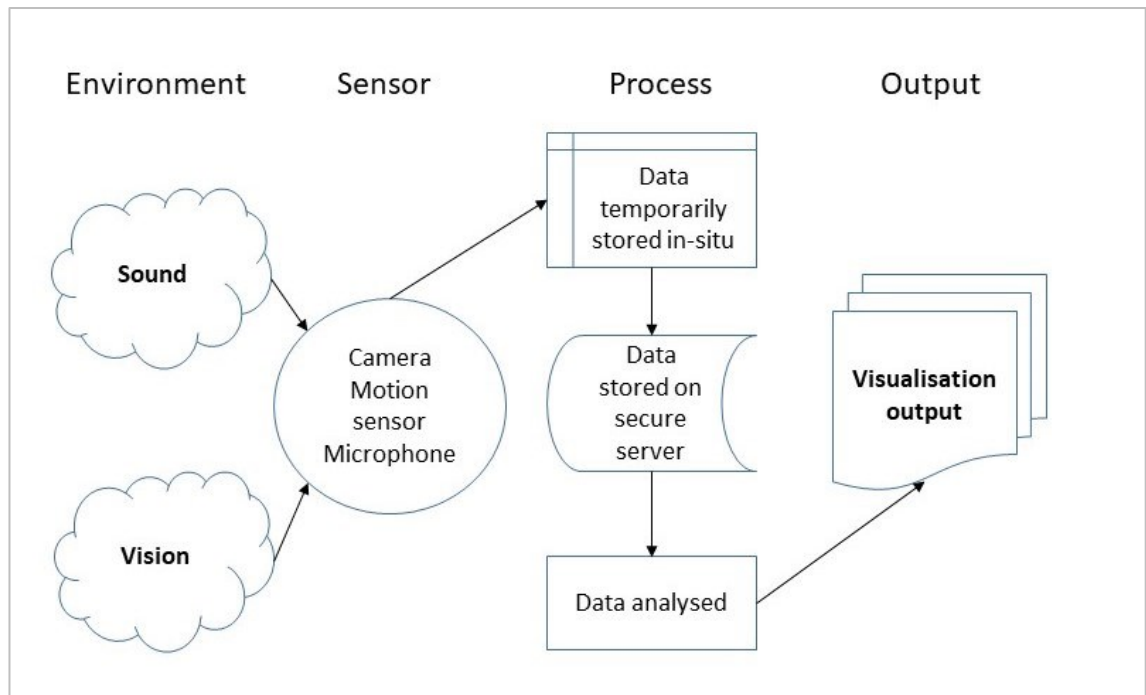 Environment
Sensor
Process
Output
Sound
Vision
Camera
Motion
sensor
Microphone
Data
temporarily
stored in-situ
Data
stored on
secure
server
Data analysed
Visualisation
output